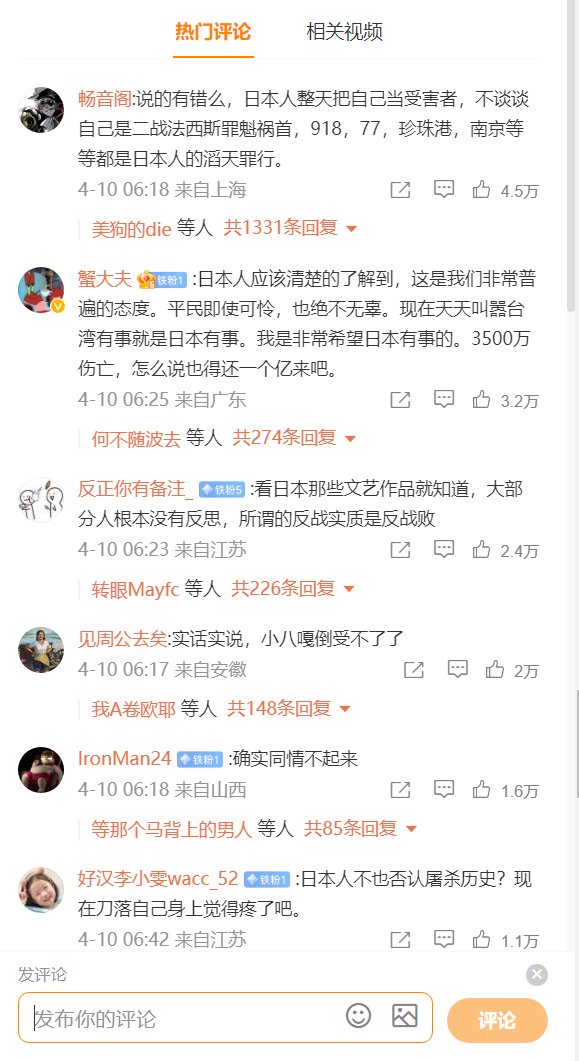 热门评论 相关视频
畅音阁:说的有错么，日本人整天把自己当受害者，不谈谈
自己是二战法西斯罪魁祸首，918，77，珍珠港，南京等
等都是日本人的滔天罪行。
4-10 06:18 来自上海 4.5万
美狗的die 等人 共1331条回复
蟹大夫 铁粉1 :日本人应该清楚的了解到，这是我们非常普
遍的态度。平民即使可怜，也绝不无辜。现在天天叫嚣台
湾有事就是日本有事。我是非常希望日本有事的。3500万
伤亡，怎么说也得还一个亿来吧。
4-10 06:25 来自广东 3.2万
何不随波去 等人 共274条回复
反正你有备注_ 铁粉5 :看日本那些文艺作品就知道，大部
分人根本没有反思，所谓的反战实质是反战败
4-10 06:23 来自江苏 2.4万
转眼Mayfc 等人 共226条回复
见周公去矣:实话实说，小八嘎倒受不了了
4-10 06:17 来自安徽 2万
我A卷欧耶 等人 共148条回复
IronMan24 铁粉1 :确实同情不起来
4-10 06:18 来自山西 1.6万
等那个马背上的男人 等人 共85条回复
好汉李小雯wacc_52 铁粉1 :日本人不也否认屠杀历史？现
在刀落自己身上觉得疼了吧。
4-10 06:42 来自江苏 1.1万
发评论
发布你的评论 评论